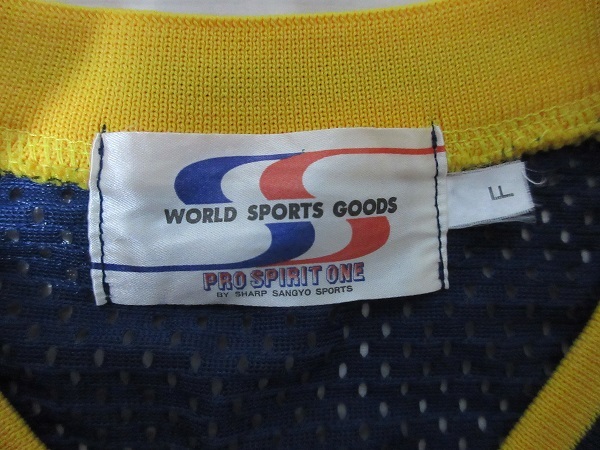 WORLD SPORTS GOODS
PRO SPIRIT ONE
BY SHARP SANGYO SPORTS
F